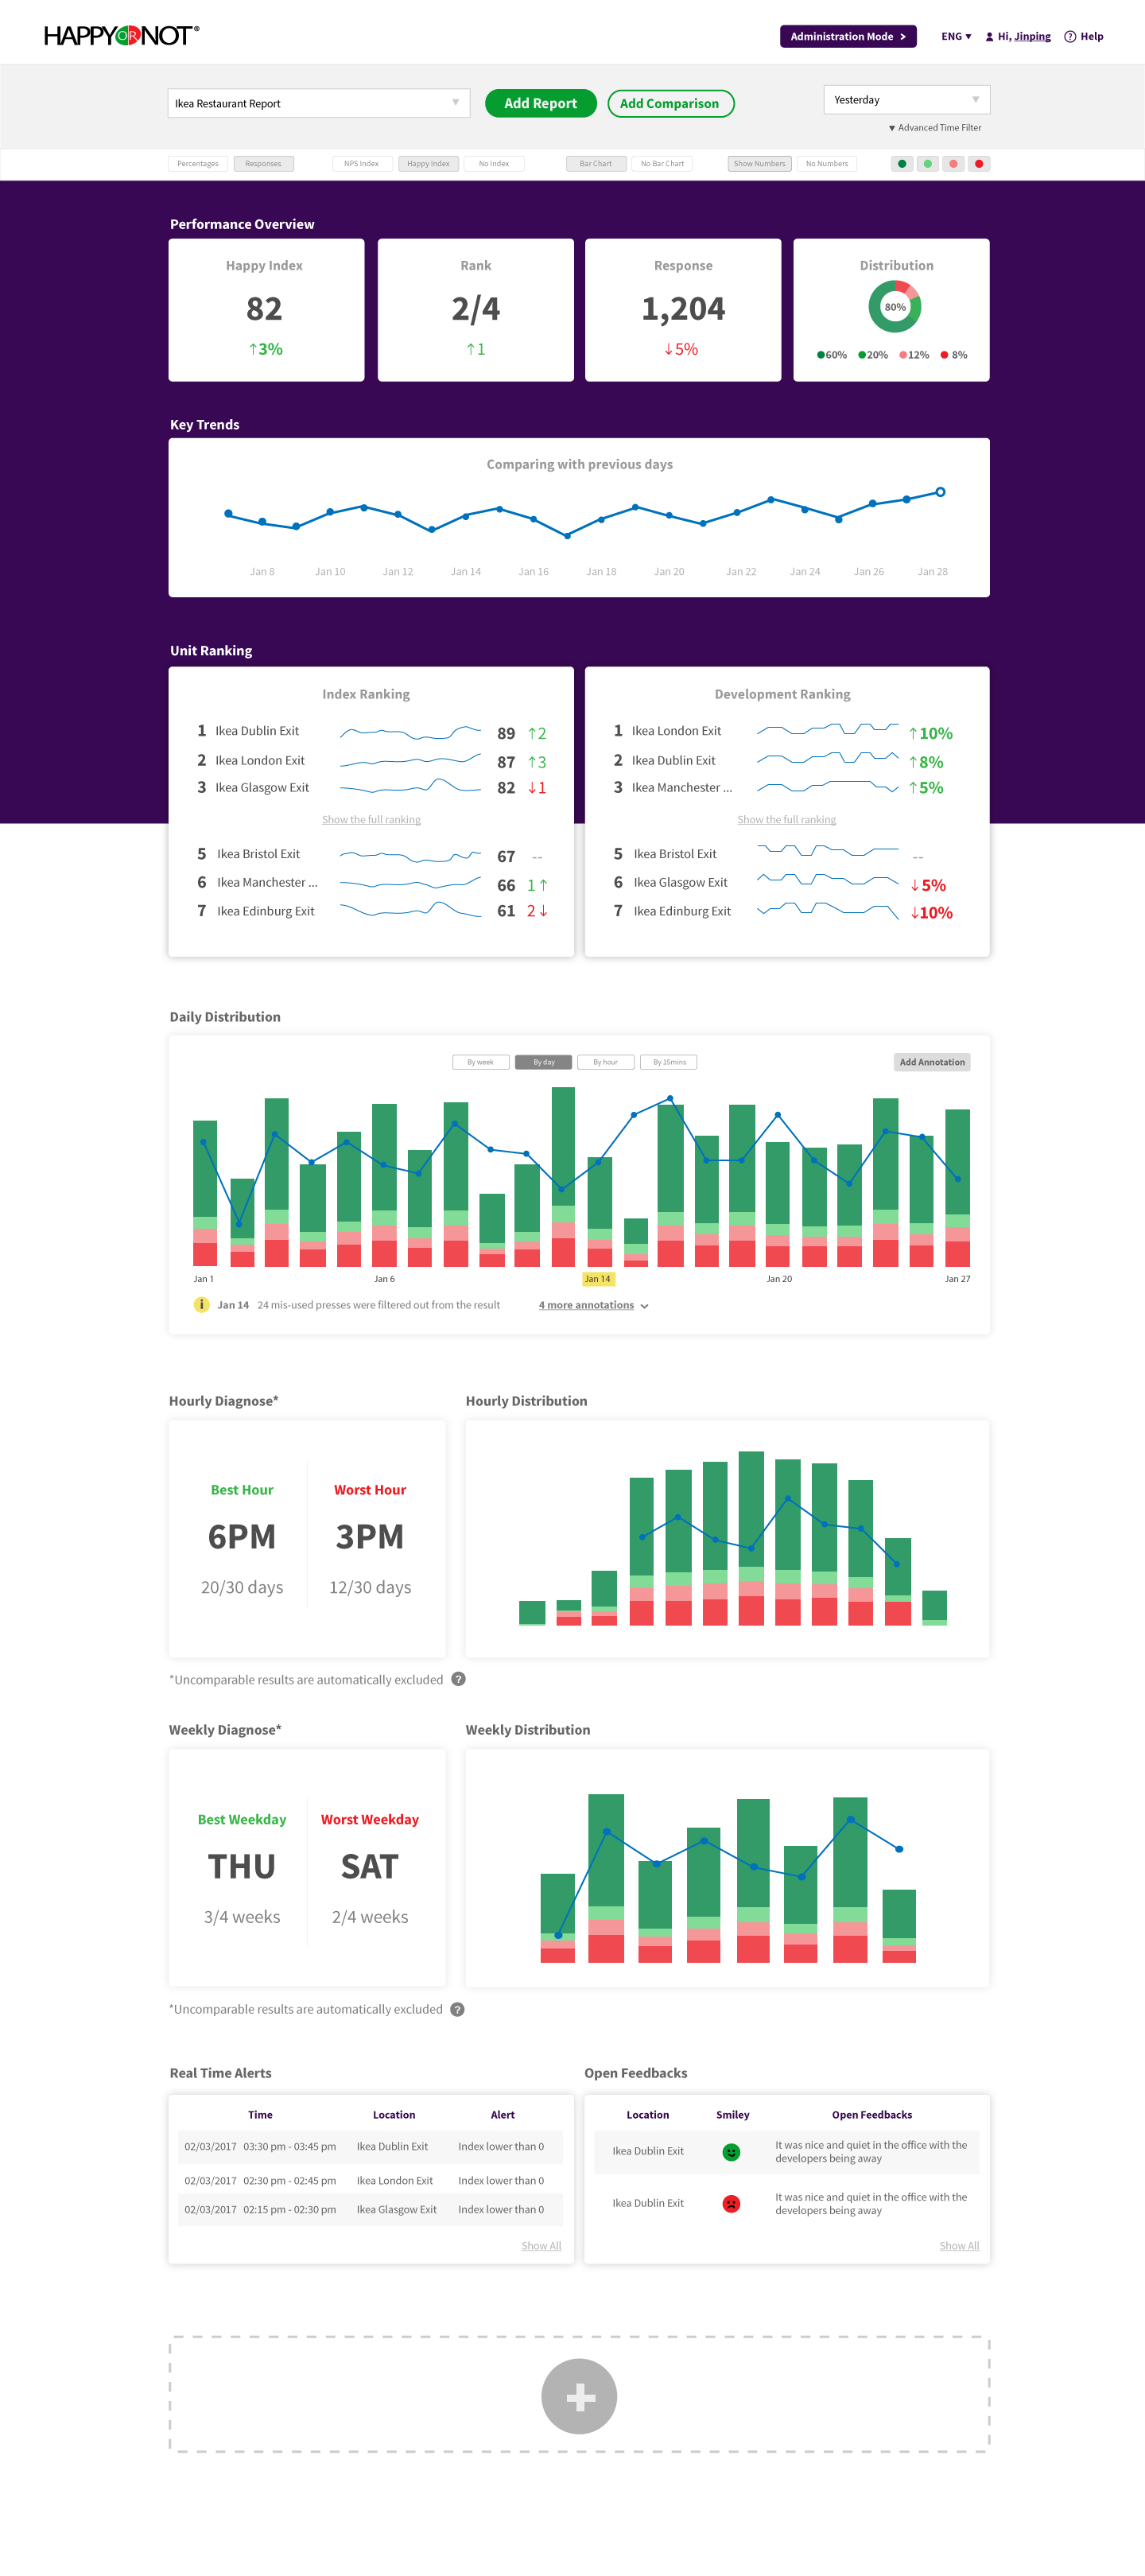 HAPPY OR NOT®
Administration Mode >
ENG ▼
Hi, Jinping
? Help
Ikea Restaurant Report ▼
Add Report
Add Comparison
Yesterday ▼
▼ Advanced Time Filter
Percentages Responses
NPS Index Happy Index No Index
Bar Chart No Bar Chart
Show Numbers No Numbers
Performance Overview
Happy Index
82
↑3%
Rank
2/4
↑1
Response
1,204
↓5%
Distribution
80%
60% 20% 12% 8%
Key Trends
Comparing with previous days
Jan 8 Jan 10 Jan 12 Jan 14 Jan 16 Jan 18 Jan 20 Jan 22 Jan 24 Jan 26 Jan 28
Unit Ranking
Index Ranking
1 Ikea Dublin Exit 89 ↑2
2 Ikea London Exit 87 ↑3
3 Ikea Glasgow Exit 82 ↓1
Show the full ranking
5 Ikea Bristol Exit 67 --
6 Ikea Manchester ... 66 1↑
7 Ikea Edinburg Exit 61 2↓
Development Ranking
1 Ikea London Exit ↑10%
2 Ikea Dublin Exit ↑8%
3 Ikea Manchester ... ↑5%
Show the full ranking
5 Ikea Bristol Exit --
6 Ikea Glasgow Exit ↓5%
7 Ikea Edinburg Exit ↓10%
Daily Distribution
By week By day By hour By 15mins
Add Annotation
Jan 1 Jan 6 Jan 14 Jan 20 Jan 27
i Jan 14 24 mis-used presses were filtered out from the result 4 more annotations
Hourly Diagnose*
Best Hour
6PM
20/30 days
Worst Hour
3PM
12/30 days
*Uncomparable results are automatically excluded ?
Hourly Distribution
Weekly Diagnose*
Best Weekday
THU
3/4 weeks
Worst Weekday
SAT
2/4 weeks
*Uncomparable results are automatically excluded ?
Weekly Distribution
Real Time Alerts
Time Location Alert
02/03/2017 03:30 pm - 03:45 pm Ikea Dublin Exit Index lower than 0
02/03/2017 02:30 pm - 02:45 pm Ikea London Exit Index lower than 0
02/03/2017 02:15 pm - 02:30 pm Ikea Glasgow Exit Index lower than 0
Show All
Open Feedbacks
Location Smiley Open Feedbacks
Ikea Dublin Exit It was nice and quiet in the office with the
developers being away
Ikea Dublin Exit It was nice and quiet in the office with the
developers being away
Show All
+